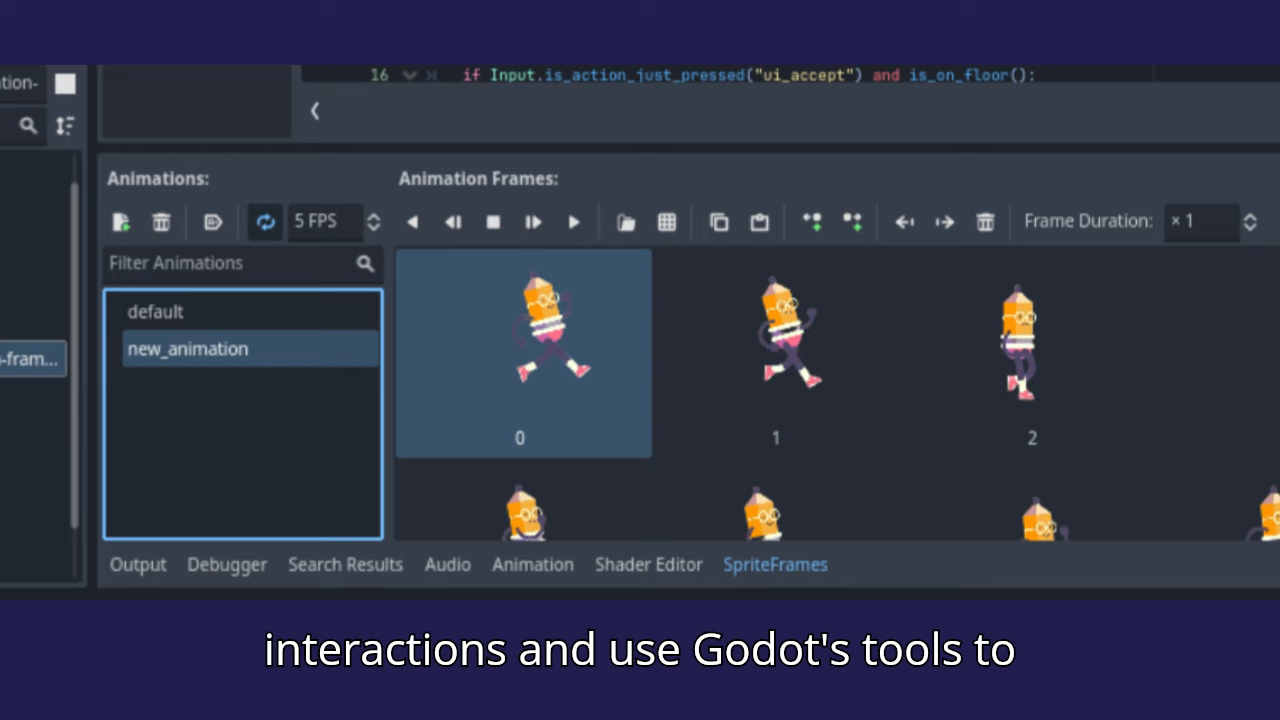 tion-
16 if Input.is_action_just_pressed("ui_accept") and is_on_floor():
Animations:
Animation Frames:
5 FPS
Frame Duration: × 1
Filter Animations
default
new_animation
-fram...
0 1 2
Output Debugger Search Results Audio Animation Shader Editor SpriteFrames
interactions and use Godot's tools to